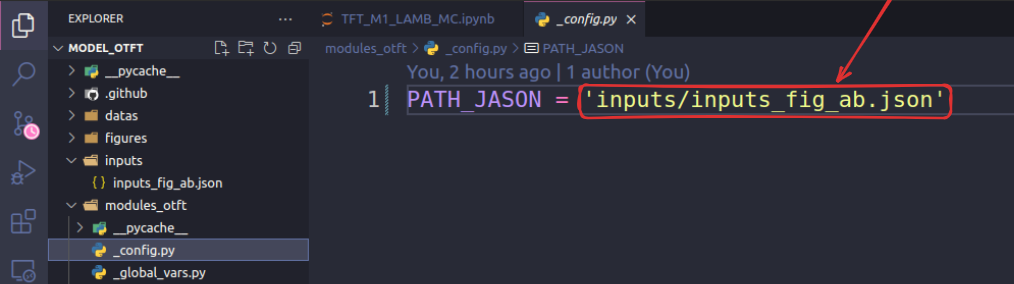 EXPLORER
···
MODEL_OTFT
__pycache__
.github
datas
figures
inputs
{} inputs_fig_ab.json
modules_otft
__pycache__
_config.py
_global_vars.py
TFT_M1_LAMB_MC.ipynb
_config.py ×
modules_otft > _config.py > PATH_JASON
You, 2 hours ago | 1 author (You)
1 PATH_JASON = 'inputs/inputs_fig_ab.json'